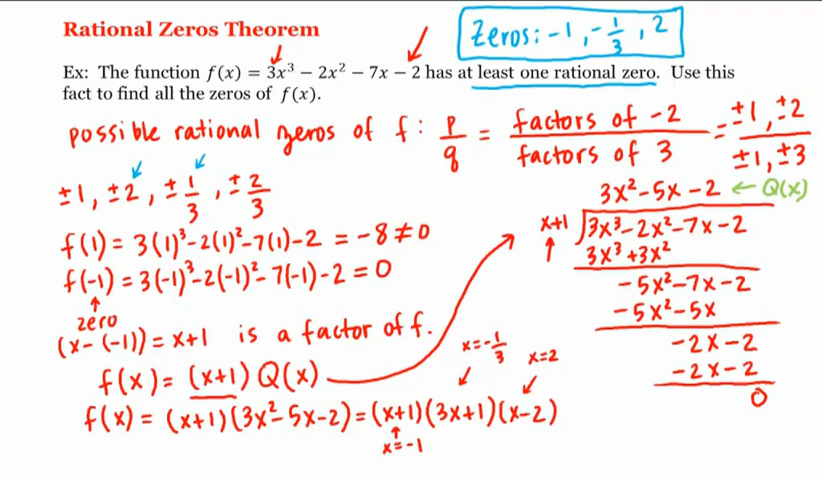 Rational Zeros Theorem
Zeros: -1, -1/3, 2
Ex: The function f(x) = 3x³ − 2x² − 7x − 2 has at least one rational zero. Use this
fact to find all the zeros of f(x).
possible rational zeros of f: p/q = factors of -2 / factors of 3 = ±1, ±2 / ±1, ±3
±1, ±2, ±1/3, ±2/3
f(1) = 3(1)³-2(1)²-7(1)-2 = -8 ≠ 0
f(-1) = 3(-1)³-2(-1)²-7(-1)-2 = 0
zero
(x-(-1)) = x+1 is a factor of f.
f(x) = (x+1) Q(x)
x=-1/3
x=2
f(x) = (x+1)(3x²-5x-2) = (x+1)(3x+1)(x-2)
x=-1
3x²-5x-2 ← Q(x)
x+1 ) 3x³-2x²-7x-2
3x³+3x²
-5x²-7x-2
-5x²-5x
-2x-2
-2x-2
0